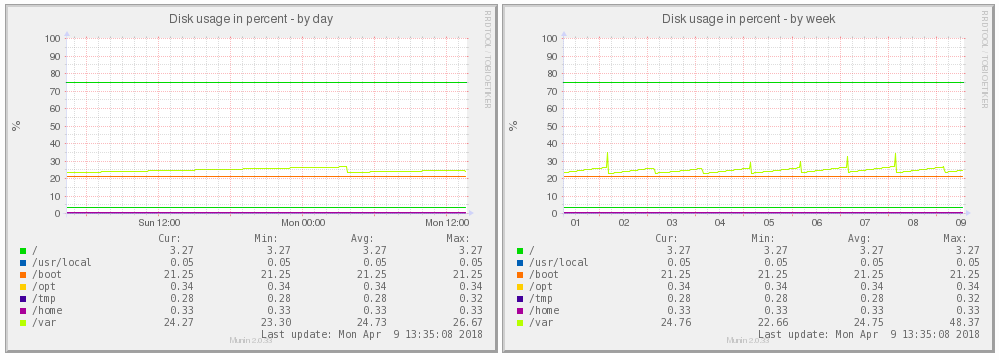 Disk usage in percent - by day
RRDTOOL / TOBI OETIKER
100
90
80
70
60
50
40
30
20
10
0
%
Sun 12:00 Mon 00:00 Mon 12:00
Cur: Min: Avg: Max:
/ 3.27 3.27 3.27 3.27
/usr/local 0.05 0.05 0.05 0.05
/boot 21.25 21.25 21.25 21.25
/opt 0.34 0.34 0.34 0.34
/tmp 0.28 0.28 0.28 0.32
/home 0.33 0.33 0.33 0.33
/var 24.27 23.30 24.73 26.67
Last update: Mon Apr 9 13:35:08 2018
Munin 2.0.33
Disk usage in percent - by week
RRDTOOL / TOBI OETIKER
100
90
80
70
60
50
40
30
20
10
0
%
01 02 03 04 05 06 07 08 09
Cur: Min: Avg: Max:
/ 3.27 3.27 3.27 3.27
/usr/local 0.05 0.05 0.05 0.05
/boot 21.25 21.25 21.25 21.25
/opt 0.34 0.34 0.34 0.34
/tmp 0.28 0.28 0.28 0.32
/home 0.33 0.33 0.33 0.33
/var 24.76 22.66 24.75 48.37
Last update: Mon Apr 9 13:35:08 2018
Munin 2.0.33